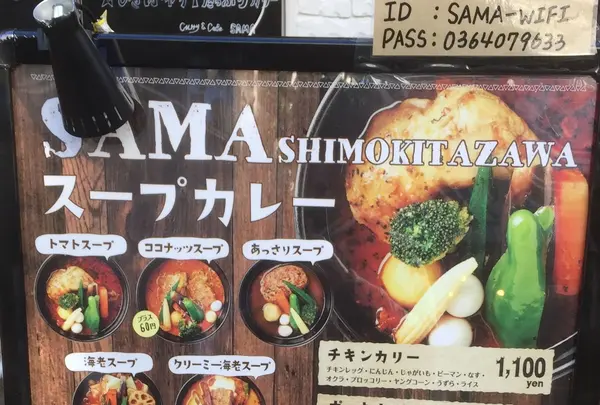 Curry & Cafe SAMA
ID : SAMA-WIFI
PASS: 0364079633
SAMA SHIMOKITAZAWA
スープカレー
トマトスープ
ココナッツスープ
あっさりスープ
プラス
60円
海老スープ
クリーミー海老スープ
チキンカリー
チキンレッグ・にんじん・じゃがいも・ピーマン・なす・
オクラ・ブロッコリー・ヤングコーン・うずら・ライス
1,100
yen